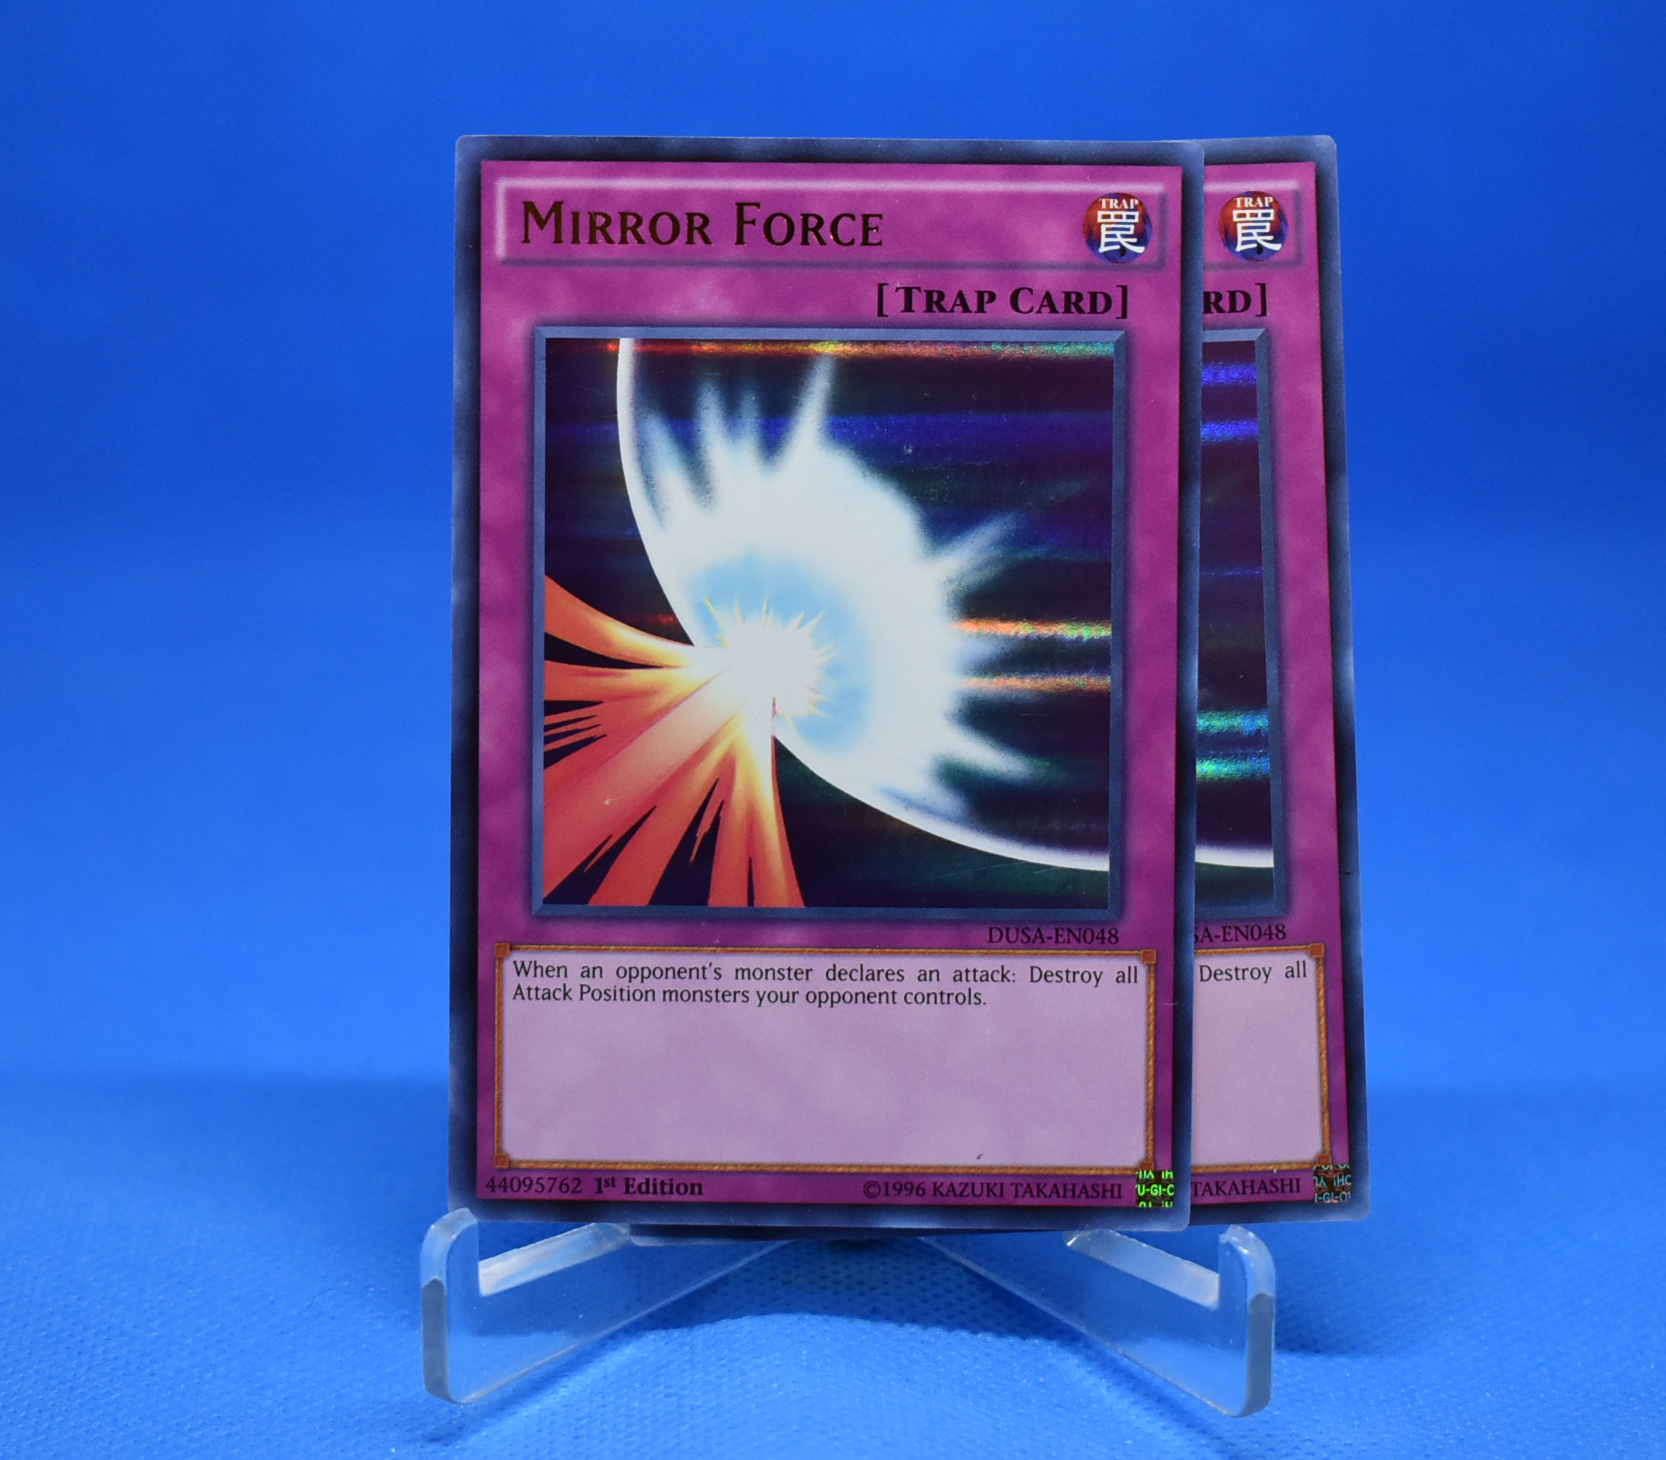 MIRROR FORCE
TRAP
罠
[TRAP CARD]
DUSA-EN048
When an opponent's monster declares an attack: Destroy all
Attack Position monsters your opponent controls.
44095762 1st Edition
©1996 KAZUKI TAKAHASHI
TRAP
罠
RD]
SA-EN048
Destroy all
TAKAHASHI